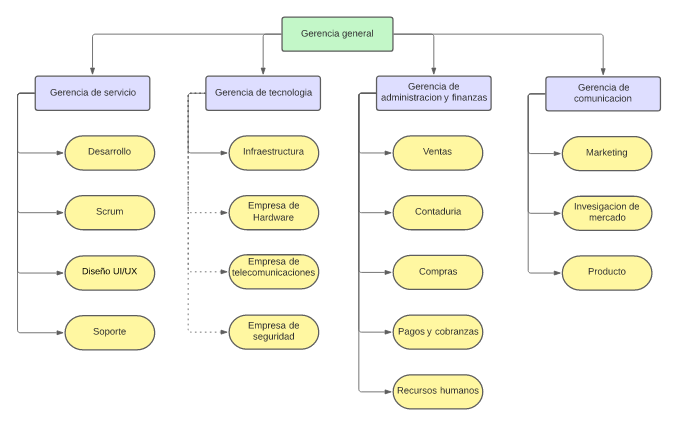 Gerencia general
Gerencia de servicio
Gerencia de tecnologia
Gerencia de
administracion y finanzas
Gerencia de
comunicacion
Desarrollo
Infraestructura
Ventas
Marketing
Scrum
Empresa de
Hardware
Contaduria
Invesigacion de
mercado
Diseño UI/UX
Empresa de
telecomunicaciones
Compras
Producto
Soporte
Empresa de
seguridad
Pagos y cobranzas
Recursos humanos